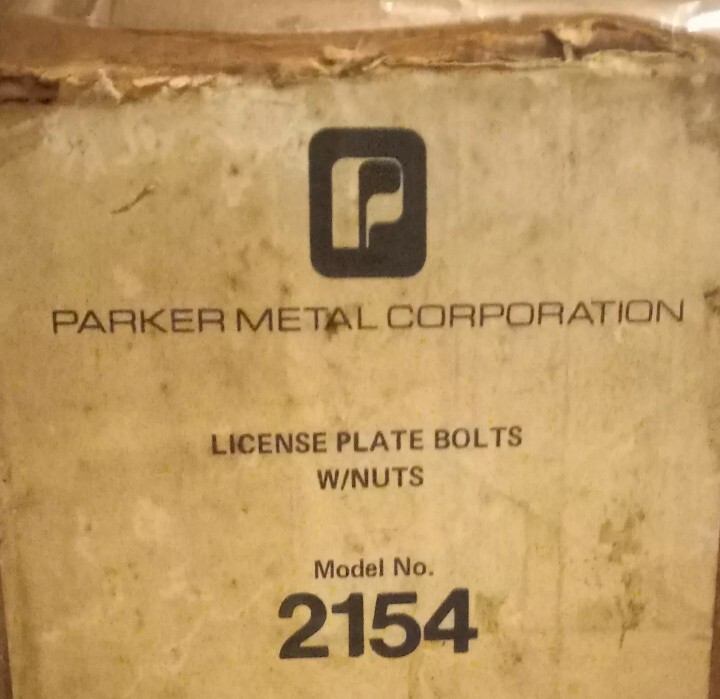 P
PARKER METAL CORPORATION
LICENSE PLATE BOLTS
W/NUTS
Model No.
2154